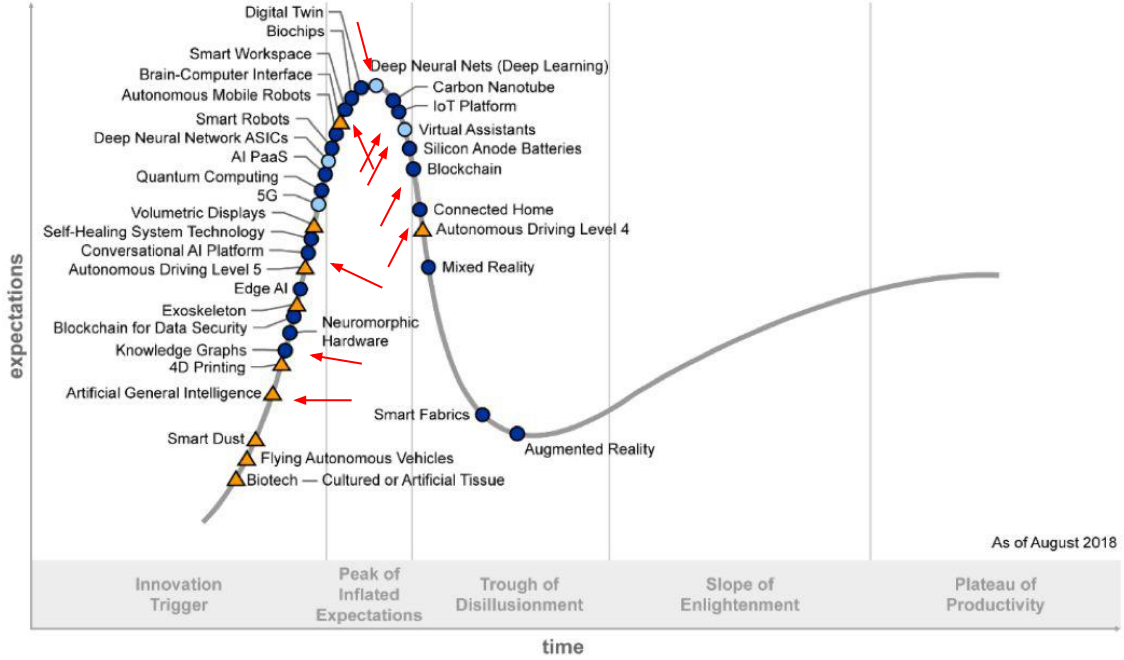 Digital Twin
Biochips
Smart Workspace
Brain-Computer Interface
Autonomous Mobile Robots
Smart Robots
Deep Neural Network ASICs
AI PaaS
Quantum Computing
5G
Volumetric Displays
Self-Healing System Technology
Conversational AI Platform
Autonomous Driving Level 5
Edge AI
Exoskeleton
Blockchain for Data Security
Neuromorphic
Hardware
Knowledge Graphs
4D Printing
Artificial General Intelligence
Smart Dust
Flying Autonomous Vehicles
Biotech — Cultured or Artificial Tissue
Deep Neural Nets (Deep Learning)
Carbon Nanotube
IoT Platform
Virtual Assistants
Silicon Anode Batteries
Blockchain
Connected Home
Autonomous Driving Level 4
Mixed Reality
Smart Fabrics
Augmented Reality
expectations
As of August 2018
Innovation
Trigger
Peak of
Inflated
Expectations
Trough of
Disillusionment
Slope of
Enlightenment
Plateau of
Productivity
time